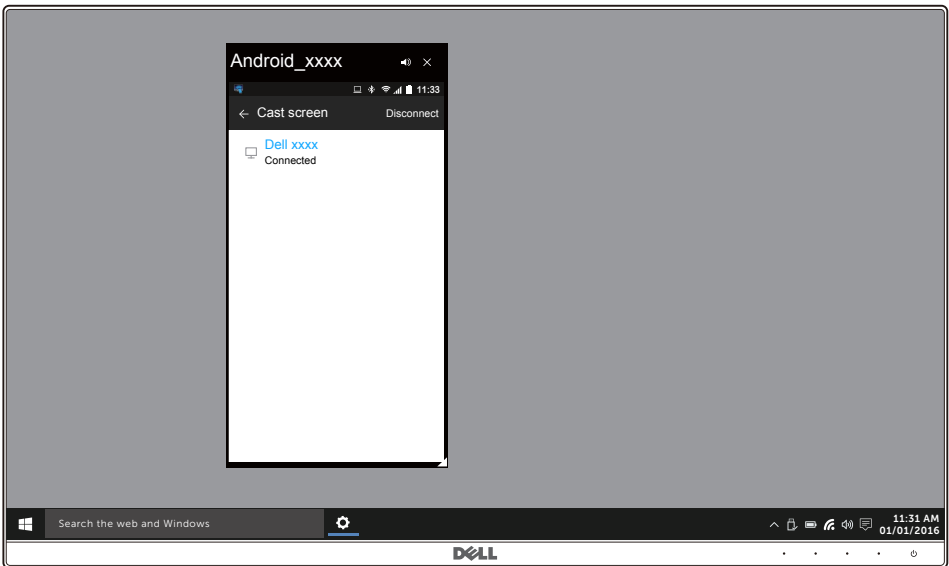 Android_xxxx
11:33
Cast screen
Disconnect
Dell xxxx
Connected
Search the web and Windows
11:31 AM
01/01/2016
DELL